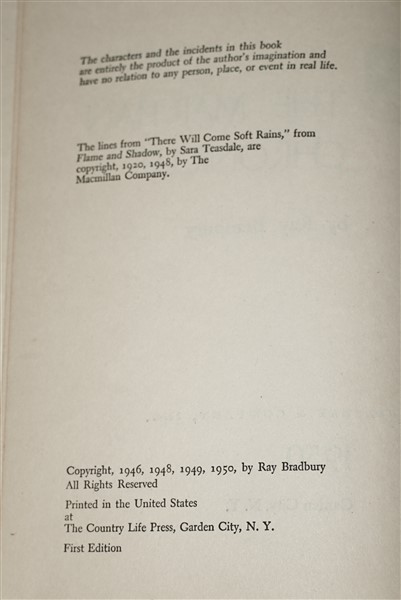 The characters and the incidents in this book
are entirely the product of the author's imagination and
have no relation to any person, place, or event in real life.
The lines from "There Will Come Soft Rains," from
Flame and Shadow, by Sara Teasdale, are
copyright, 1920, 1948, by The
Macmillan Company.
Copyright, 1946, 1948, 1949, 1950, by Ray Bradbury
All Rights Reserved
Printed in the United States
at
The Country Life Press, Garden City, N. Y.
First Edition